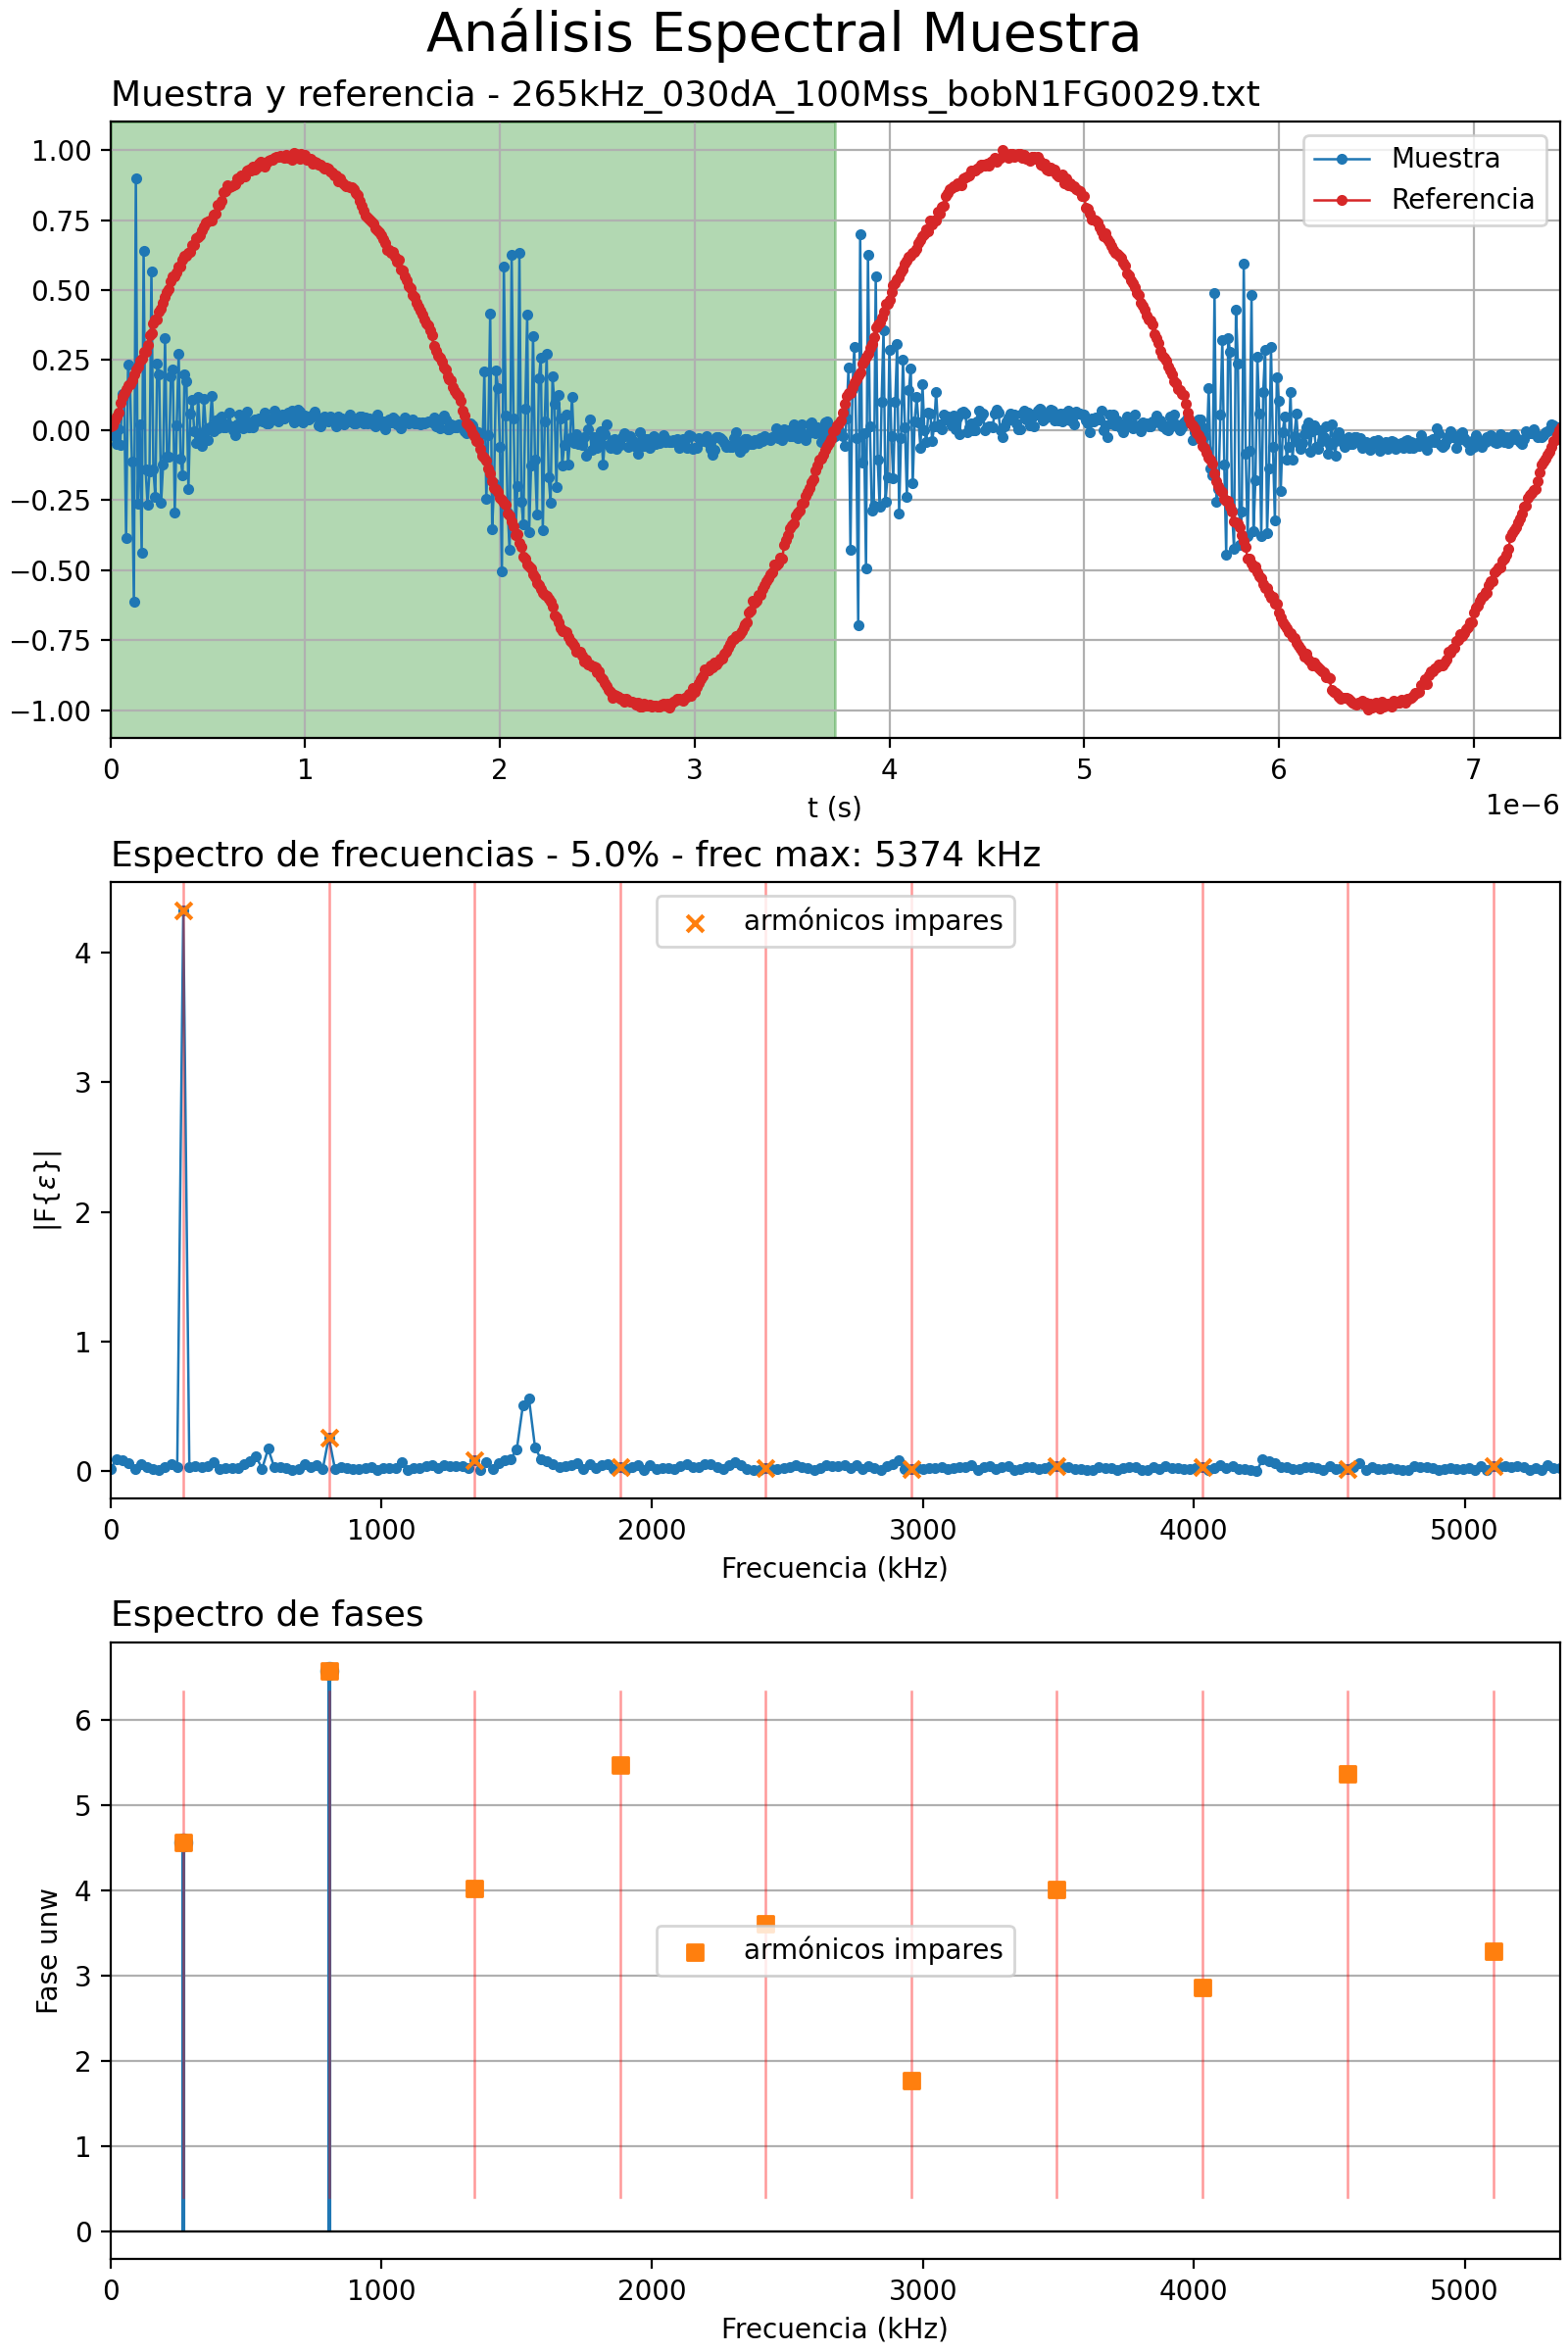 Análisis Espectral Muestra
Muestra y referencia - 265kHz_030dA_100Mss_bobN1FG0029.txt
Muestra
Referencia
1.00
0.75
0.50
0.25
0.00
−0.25
−0.50
−0.75
−1.00
0 1 2 3 4 5 6 7
t (s)
1e−6
Espectro de frecuencias - 5.0% - frec max: 5374 kHz
armónicos impares
|F{ε}|
4
3
2
1
0
0 1000 2000 3000 4000 5000
Frecuencia (kHz)
Espectro de fases
armónicos impares
Fase unw
6
5
4
3
2
1
0
0 1000 2000 3000 4000 5000
Frecuencia (kHz)